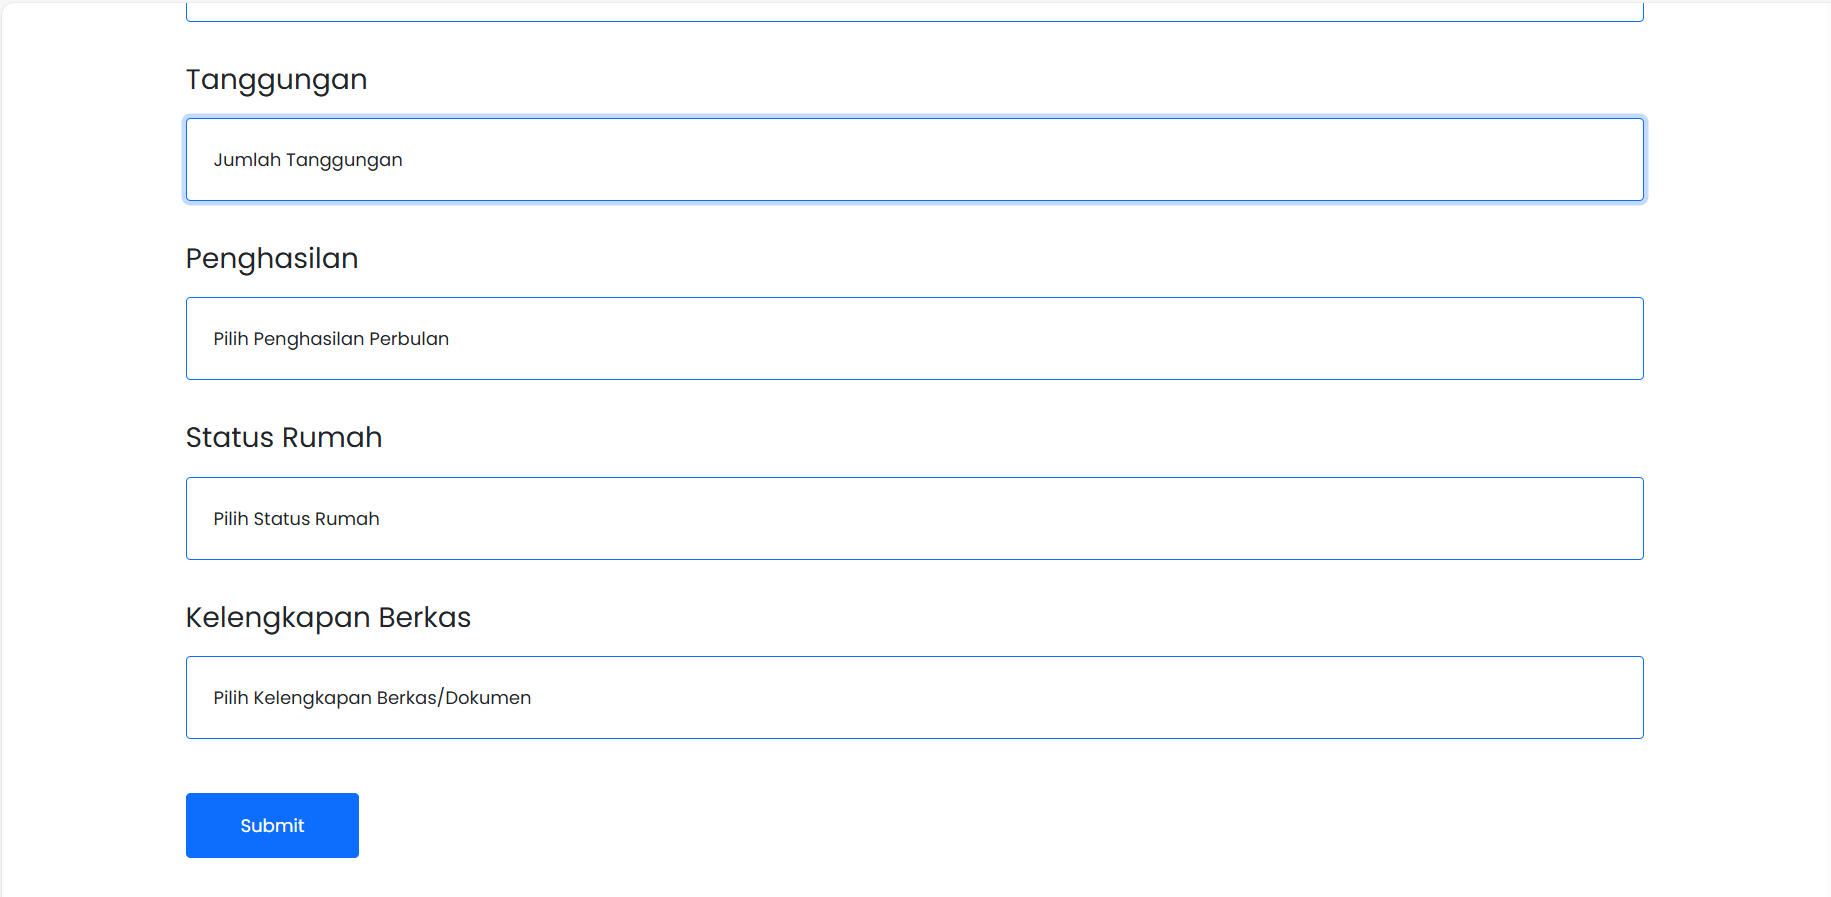 Tanggungan
Jumlah Tanggungan
Penghasilan
Pilih Penghasilan Perbulan
Status Rumah
Pilih Status Rumah
Kelengkapan Berkas
Pilih Kelengkapan Berkas/Dokumen
Submit